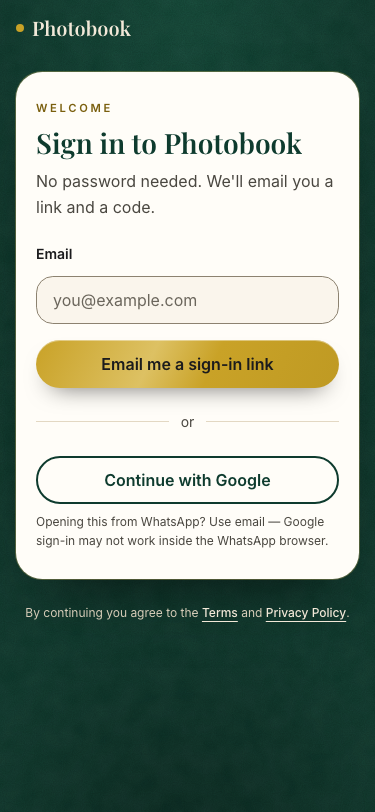 Photobook
WELCOME
Sign in to Photobook
No password needed. We'll email you a
link and a code.
Email
you@example.com
Email me a sign-in link
or
Continue with Google
Opening this from WhatsApp? Use email — Google
sign-in may not work inside the WhatsApp browser.
By continuing you agree to the Terms and Privacy Policy.